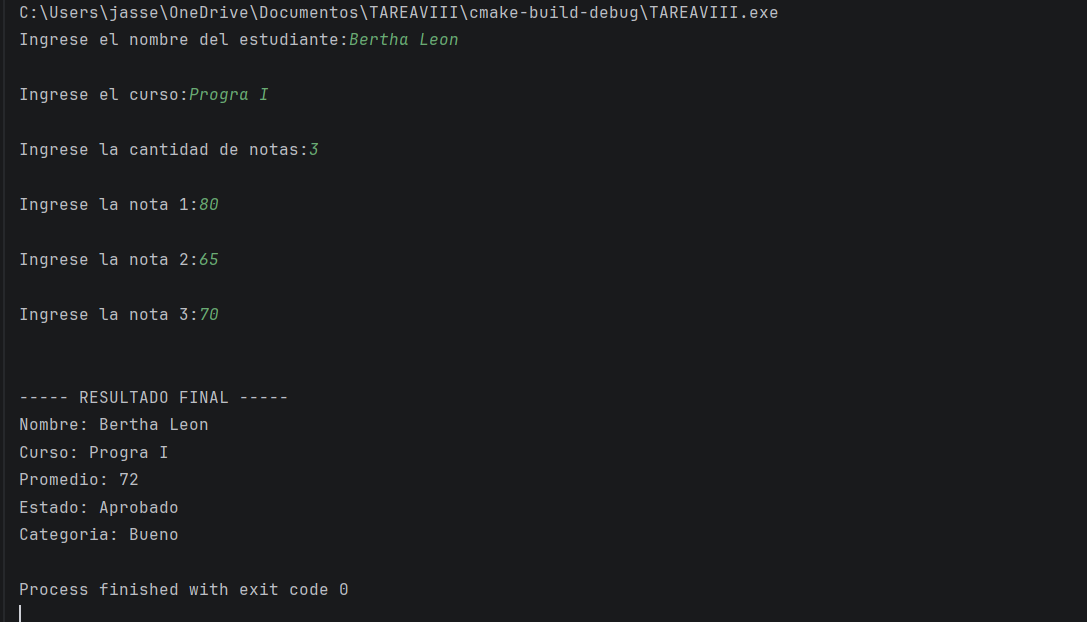 C:\Users\jasse\OneDrive\Documentos\TAREAVIII\cmake-build-debug\TAREAVIII.exe
Ingrese el nombre del estudiante:Bertha Leon
Ingrese el curso:Progra I
Ingrese la cantidad de notas:3
Ingrese la nota 1:80
Ingrese la nota 2:65
Ingrese la nota 3:70
----- RESULTADO FINAL -----
Nombre: Bertha Leon
Curso: Progra I
Promedio: 72
Estado: Aprobado
Categoria: Bueno
Process finished with exit code 0